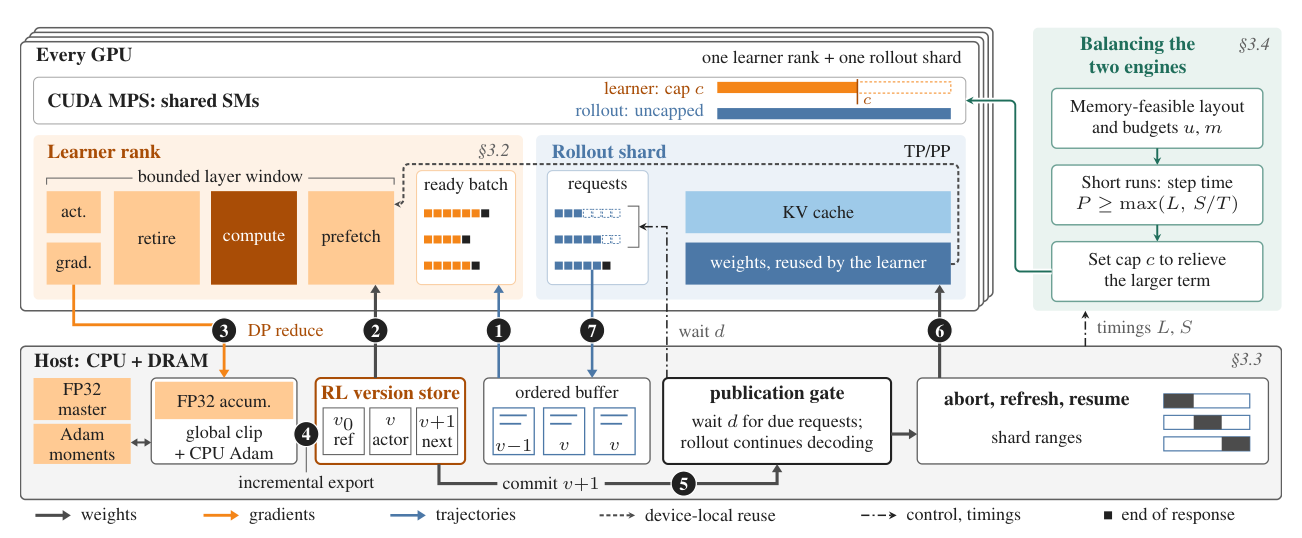 Every GPU
one learner rank + one rollout shard
CUDA MPS: shared SMs
learner: cap c
c
rollout: uncapped
Learner rank
§3.2
bounded layer window
act.
grad.
retire
compute
prefetch
ready batch
Rollout shard
TP/PP
requests
KV cache
weights, reused by the learner
Balancing the
two engines
§3.4
Memory-feasible layout
and budgets u, m
Short runs: step time
P ≥ max(L, S/T)
Set cap c to relieve
the larger term
3
DP reduce
2
1
7
wait d
6
timings L, S
Host: CPU + DRAM
§3.3
FP32
master
Adam
moments
FP32 accum.
global clip
+ CPU Adam
4
incremental export
RL version store
v0
ref
v
actor
v+1
next
ordered buffer
v−1
v
v
publication gate
wait d for due requests;
rollout continues decoding
abort, refresh, resume
shard ranges
commit v+1
5
weights
gradients
trajectories
device-local reuse
control, timings
end of response